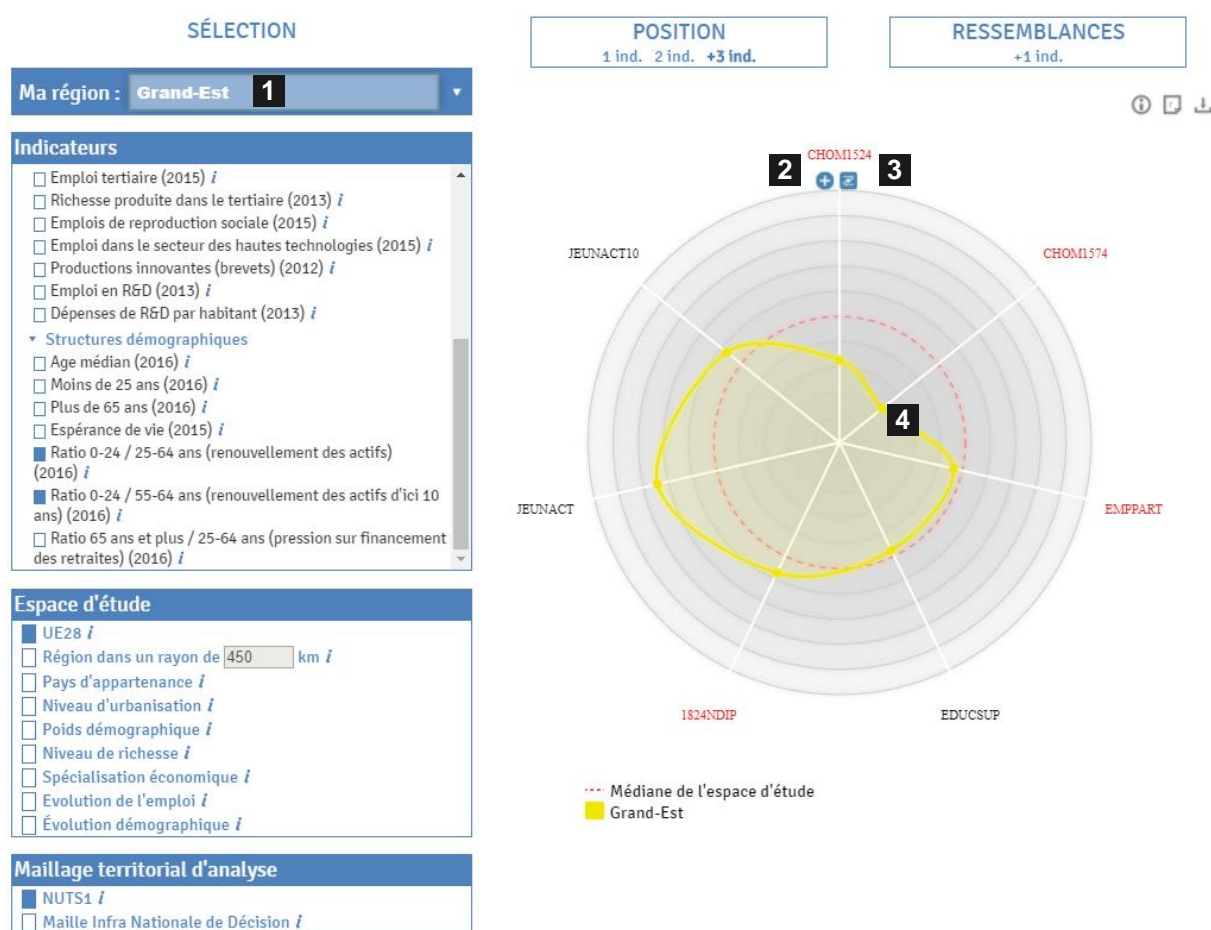 SÉLECTION
POSITION
1 ind. 2 ind. +3 ind.
RESSEMBLANCES
+1 ind.
Ma région : Grand-Est 1
Indicateurs
Emploi tertiaire (2015) i
Richesse produite dans le tertiaire (2013) i
Emplois de reproduction sociale (2015) i
Emploi dans le secteur des hautes technologies (2015) i
Productions innovantes (brevets) (2012) i
Emploi en R&D (2013) i
Dépenses de R&D par habitant (2013) i
Structures démographiques
Age médian (2016) i
Moins de 25 ans (2016) i
Plus de 65 ans (2016) i
Espérance de vie (2015) i
Ratio 0-24 / 25-64 ans (renouvellement des actifs)
(2016) i
Ratio 0-24 / 55-64 ans (renouvellement des actifs d'ici 10
ans) (2016) i
Ratio 65 ans et plus / 25-64 ans (pression sur financement
des retraites) (2016) i
Espace d'étude
UE28 i
Région dans un rayon de 450 km i
Pays d'appartenance i
Niveau d'urbanisation i
Poids démographique i
Niveau de richesse i
Spécialisation économique i
Evolution de l'emploi i
Évolution démographique i
Maillage territorial d'analyse
NUTS1 i
Maille Infra Nationale de Décision i
CHOM1524
2 3
JEUNACT10
CHOM1574
4
JEUNACT
EMPPART
1824NDIP
EDUCSUP
Médiane de l'espace d'étude
Grand-Est